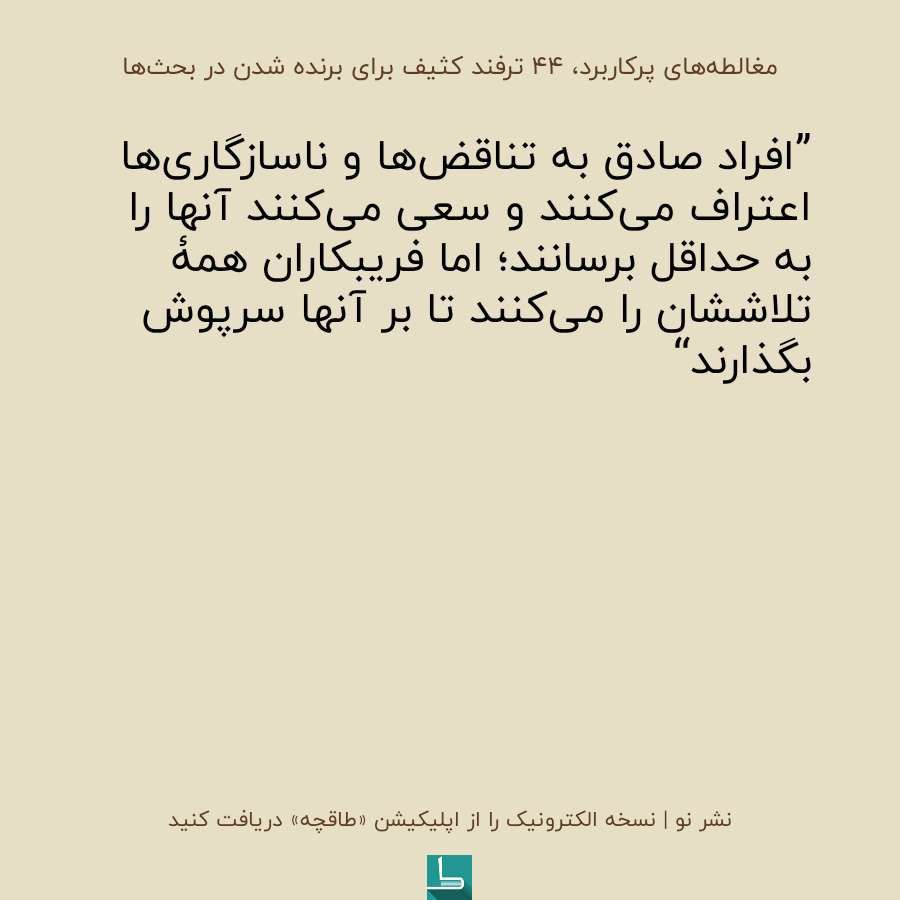 مغالطه‌های پرکاربرد، ۴۴ ترفند کثیف برای برنده شدن در بحث‌ها
”افراد صادق به تناقض‌ها و ناسازگاری‌ها
اعتراف می‌کنند و سعی می‌کنند آنها را
به حداقل برسانند؛ اما فریبکاران همهٔ
تلاششان را می‌کنند تا بر آنها سرپوش
بگذارند“
نشر نو | نسخه الکترونیک را از اپلیکیشن «طاقچه» دریافت کنید